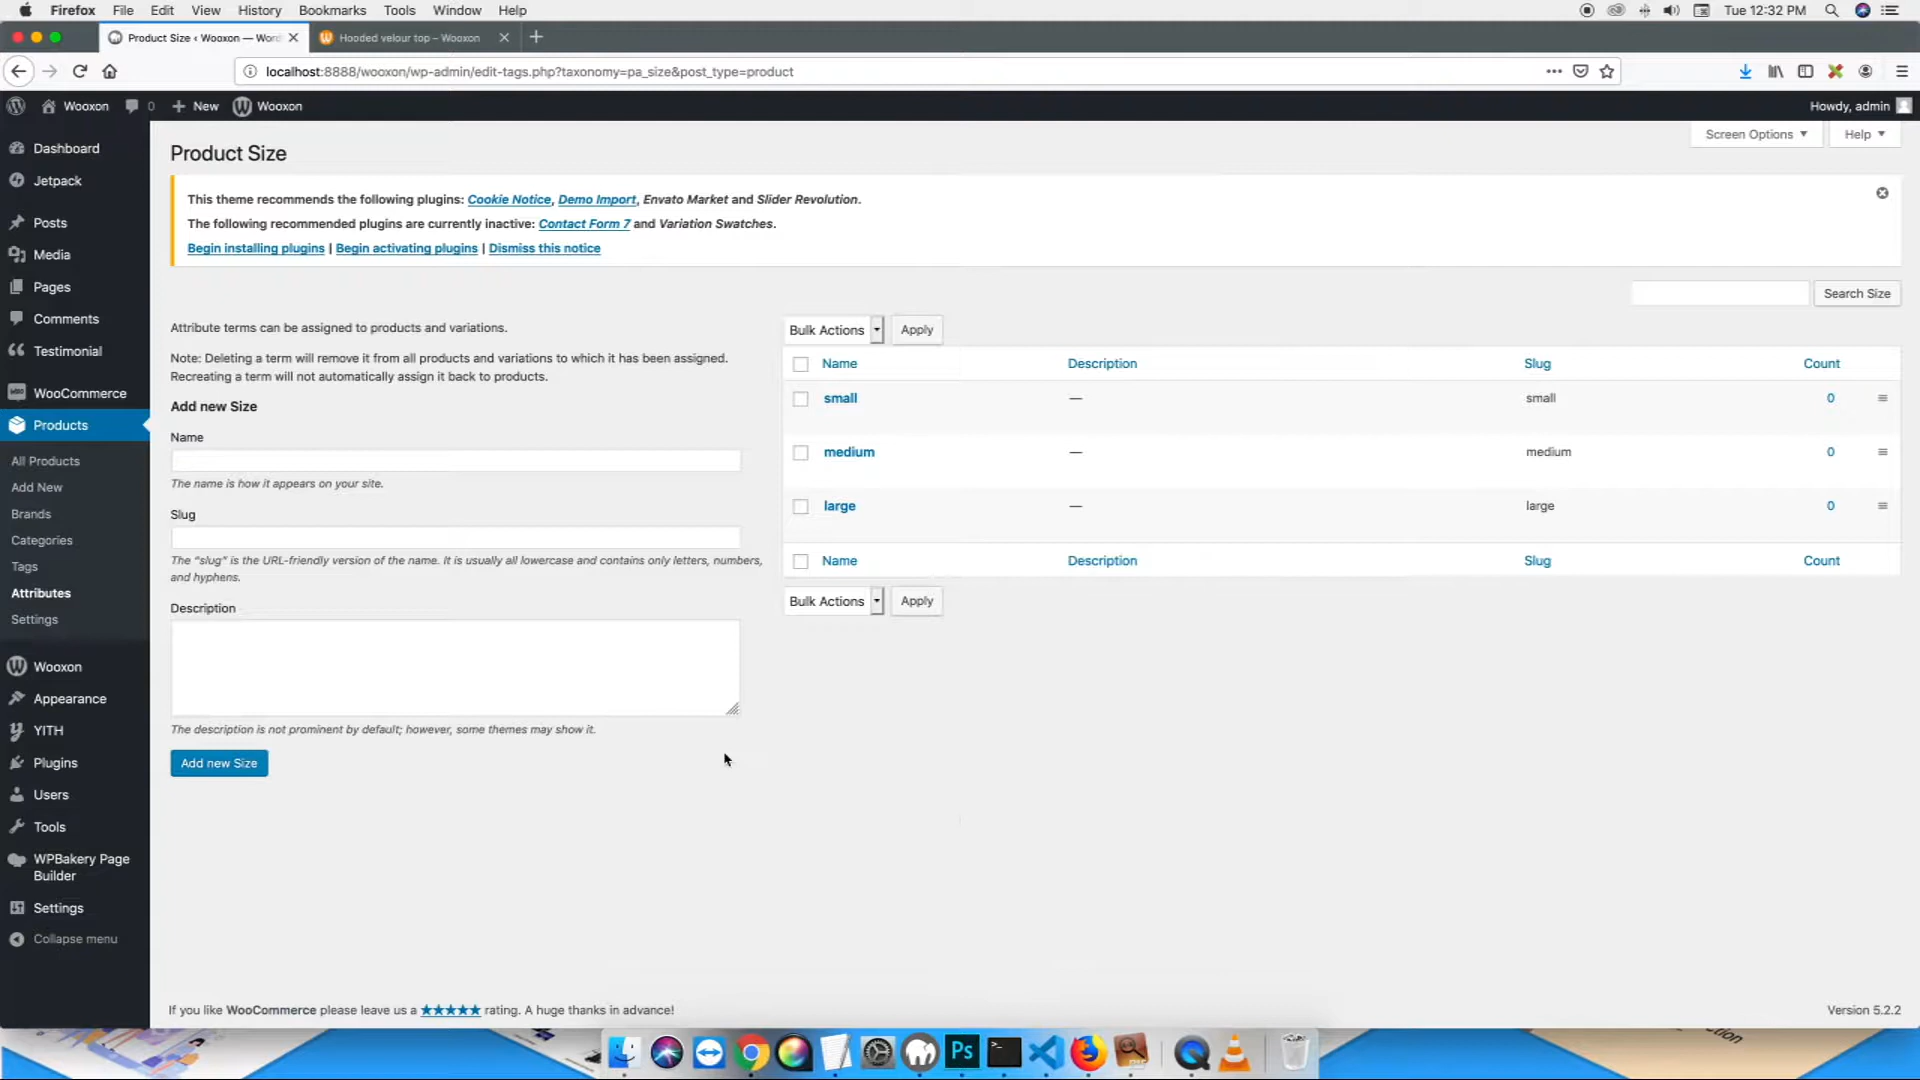 Firefox File Edit View History Bookmarks Tools Window Help
Tue 12:32 PM
Product Size ‹ Wooxon — Word
Hooded velour top – Wooxon
localhost:8888/wooxon/wp-admin/edit-tags.php?taxonomy=pa_size&post_type=product
Wooxon 0 New Wooxon
Howdy, admin
Screen Options
Help
Dashboard
Jetpack
Posts
Media
Pages
Comments
Testimonial
WooCommerce
Products
All Products
Add New
Brands
Categories
Tags
Attributes
Settings
Wooxon
Appearance
YITH
Plugins
Users
Tools
WPBakery Page
Builder
Settings
Collapse menu
Product Size
This theme recommends the following plugins: Cookie Notice, Demo Import, Envato Market and Slider Revolution.
The following recommended plugins are currently inactive: Contact Form 7 and Variation Swatches.
Begin installing plugins | Begin activating plugins | Dismiss this notice
Search Size
Attribute terms can be assigned to products and variations.
Note: Deleting a term will remove it from all products and variations to which it has been assigned.
Recreating a term will not automatically assign it back to products.
Add new Size
Name
The name is how it appears on your site.
Slug
The “slug” is the URL-friendly version of the name. It is usually all lowercase and contains only letters, numbers,
and hyphens.
Description
The description is not prominent by default; however, some themes may show it.
Add new Size
Bulk Actions Apply
Name Description Slug Count
small — small 0
medium — medium 0
large — large 0
Name Description Slug Count
Bulk Actions Apply
If you like WooCommerce please leave us a ★★★★★ rating. A huge thanks in advance!
Version 5.2.2
Ps